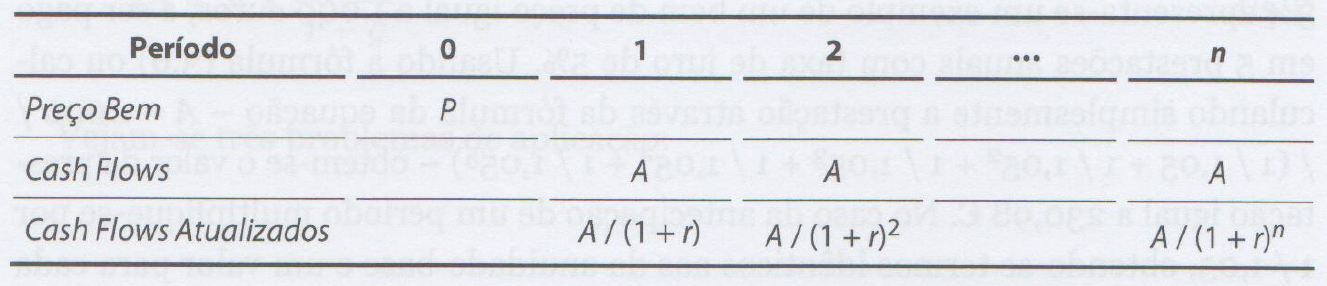 Período 0 1 2 ... n
Preço Bem P
Cash Flows A A A
Cash Flows Atualizados A / (1 + r) A / (1 + r)² A / (1 + r)ⁿ